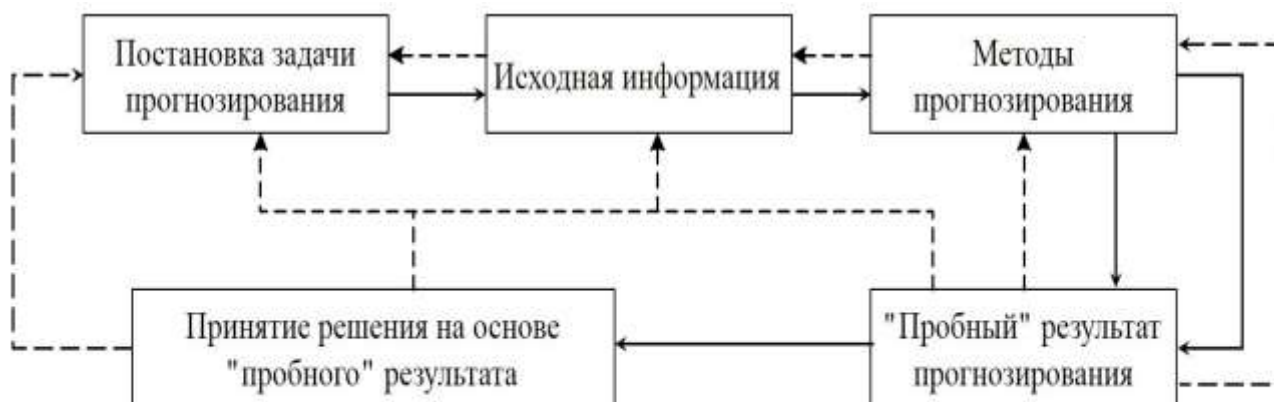 Постановка задачи
прогнозирования
Исходная информация
Методы
прогнозирования
Принятие решения на основе
"пробного" результата
"Пробный" результат
прогнозирования